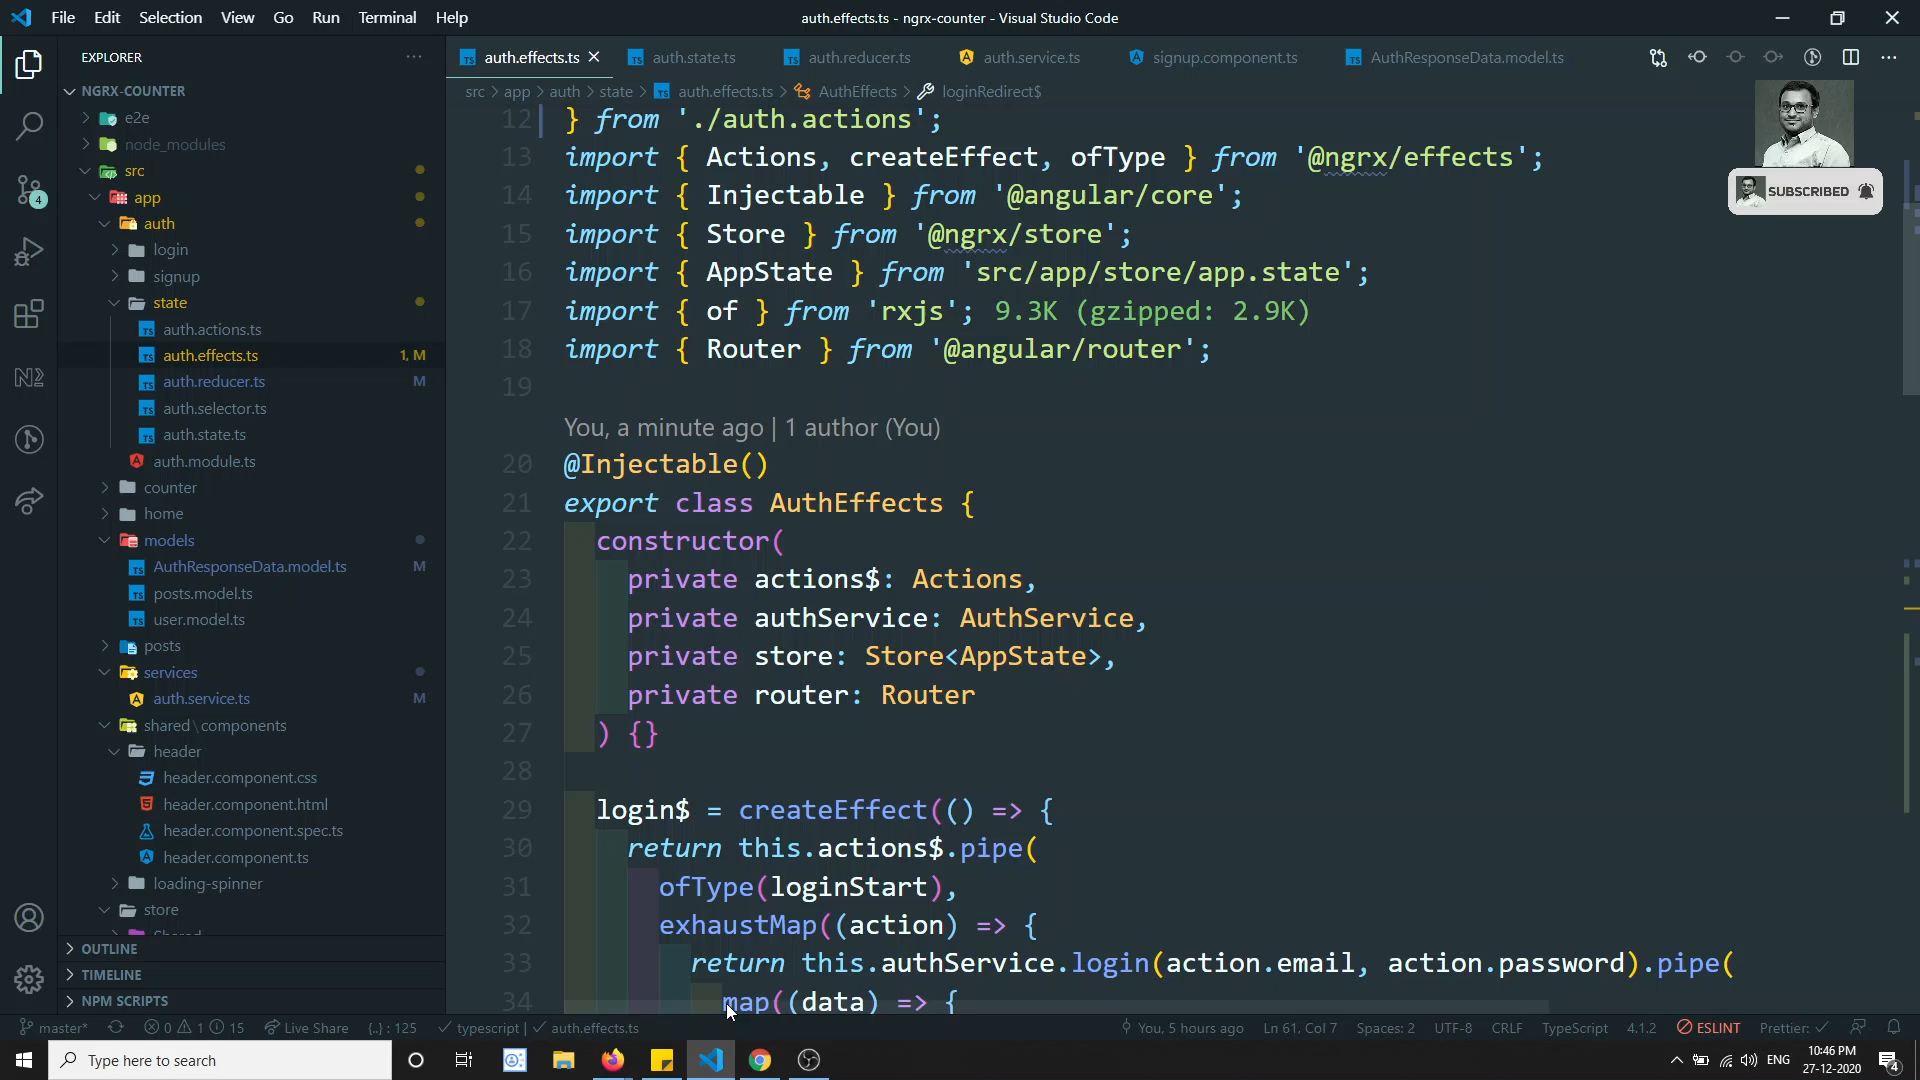 File Edit Selection View Go Run Terminal Help
auth.effects.ts - ngrx-counter - Visual Studio Code
EXPLORER
NGRX-COUNTER
e2e
node_modules
src
app
auth
login
signup
state
auth.actions.ts
auth.effects.ts 1, M
auth.reducer.ts M
auth.selector.ts
auth.state.ts
auth.module.ts
counter
home
models
AuthResponseData.model.ts M
posts.model.ts
user.model.ts
posts
services
auth.service.ts M
shared \ components
header
header.component.css
header.component.html
header.component.spec.ts
header.component.ts
loading-spinner
store
OUTLINE
TIMELINE
NPM SCRIPTS
4
auth.effects.ts auth.state.ts auth.reducer.ts auth.service.ts signup.component.ts AuthResponseData.model.ts
src > app > auth > state > auth.effects.ts > AuthEffects > loginRedirect$
12 } from './auth.actions';
13 import { Actions, createEffect, ofType } from '@ngrx/effects';
14 import { Injectable } from '@angular/core';
15 import { Store } from '@ngrx/store';
16 import { AppState } from 'src/app/store/app.state';
17 import { of } from 'rxjs'; 9.3K (gzipped: 2.9K)
18 import { Router } from '@angular/router';
19
You, a minute ago | 1 author (You)
20 @Injectable()
21 export class AuthEffects {
22 constructor(
23 private actions$: Actions,
24 private authService: AuthService,
25 private store: Store<AppState>,
26 private router: Router
27 ) {}
28
29 login$ = createEffect(() => {
30 return this.actions$.pipe(
31 ofType(loginStart),
32 exhaustMap((action) => {
33 return this.authService.login(action.email, action.password).pipe(
34 map((data) => {
SUBSCRIBED
master* 0 1 15 Live Share {..} : 125 typescript | auth.effects.ts
You, 5 hours ago Ln 61, Col 7 Spaces: 2 UTF-8 CRLF TypeScript 4.1.2 ESLINT Prettier:
Type here to search
ENG
10:46 PM
27-12-2020
4